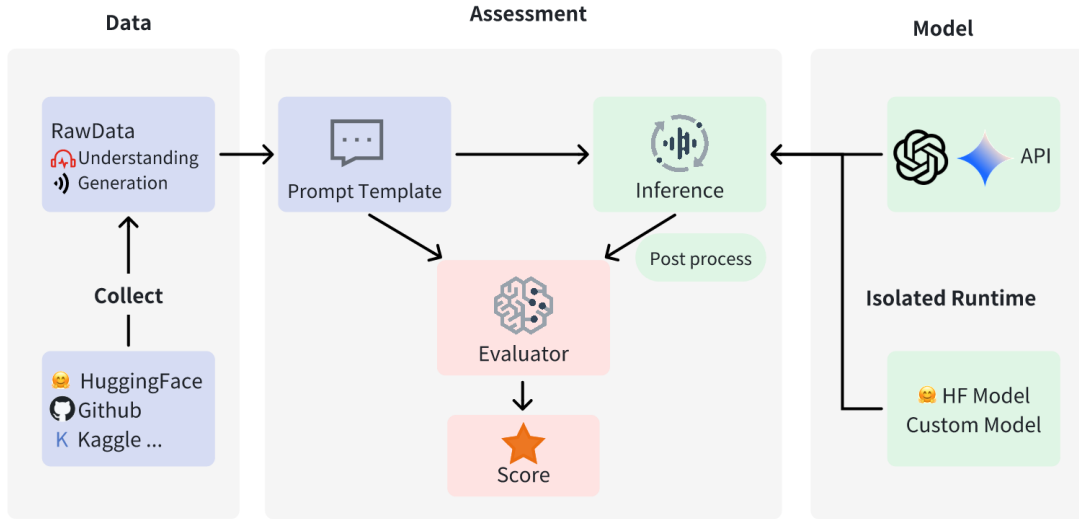 Data
RawData
Understanding
Generation
Collect
HuggingFace
Github
K Kaggle ...
Assessment
Prompt Template
Inference
Post process
Evaluator
Score
Model
API
Isolated Runtime
HF Model
Custom Model